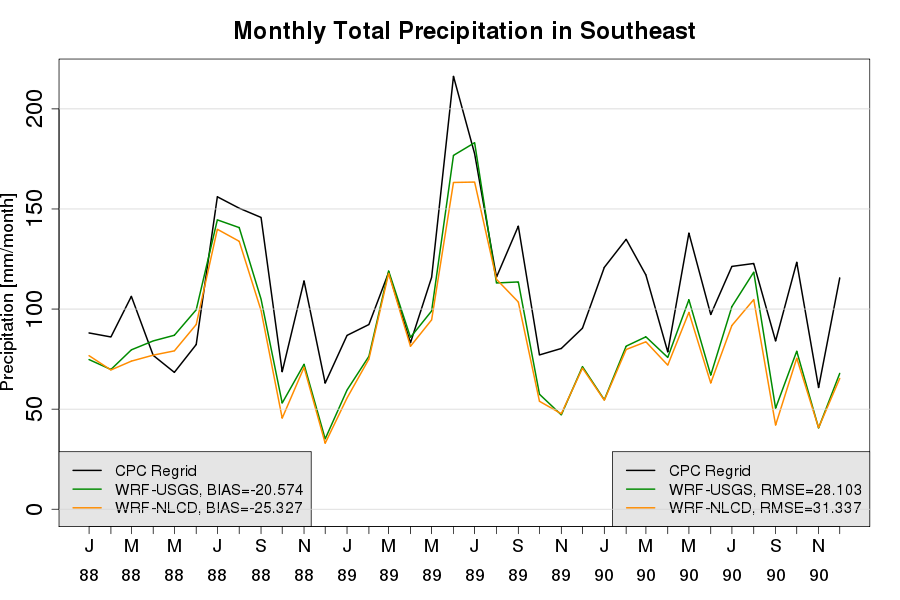 Monthly Total Precipitation in Southeast
Precipitation [mm/month]
200
150
100
50
0
CPC Regrid
WRF-USGS, BIAS=-20.574
WRF-NLCD, BIAS=-25.327
CPC Regrid
WRF-USGS, RMSE=28.103
WRF-NLCD, RMSE=31.337
J M M J S N J M M J S N J M M J S N
88 88 88 88 88 88 89 89 89 89 89 89 90 90 90 90 90 90